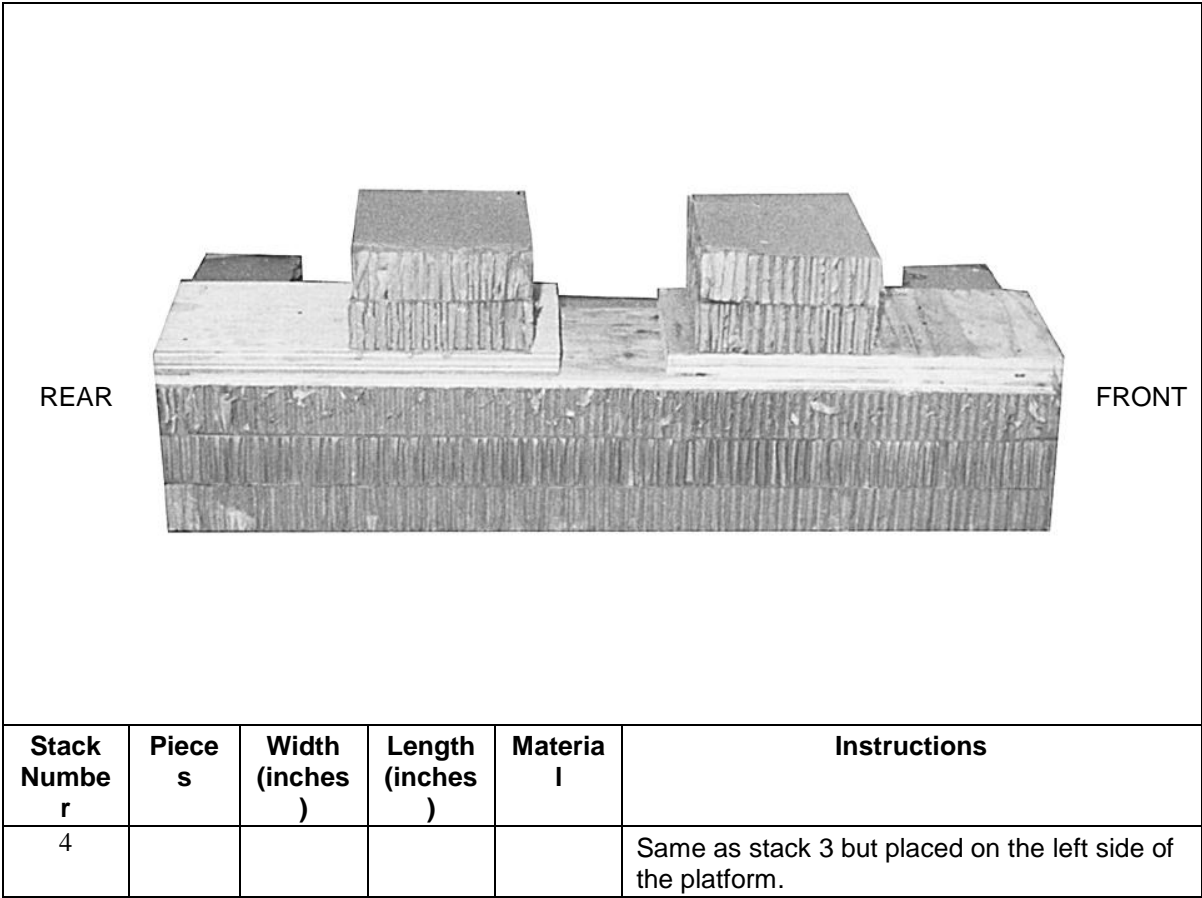 REAR
FRONT
Stack
Numbe
r
Piece
s
Width
(inches
)
Length
(inches
)
Materia
l
Instructions
4
Same as stack 3 but placed on the left side of
the platform.